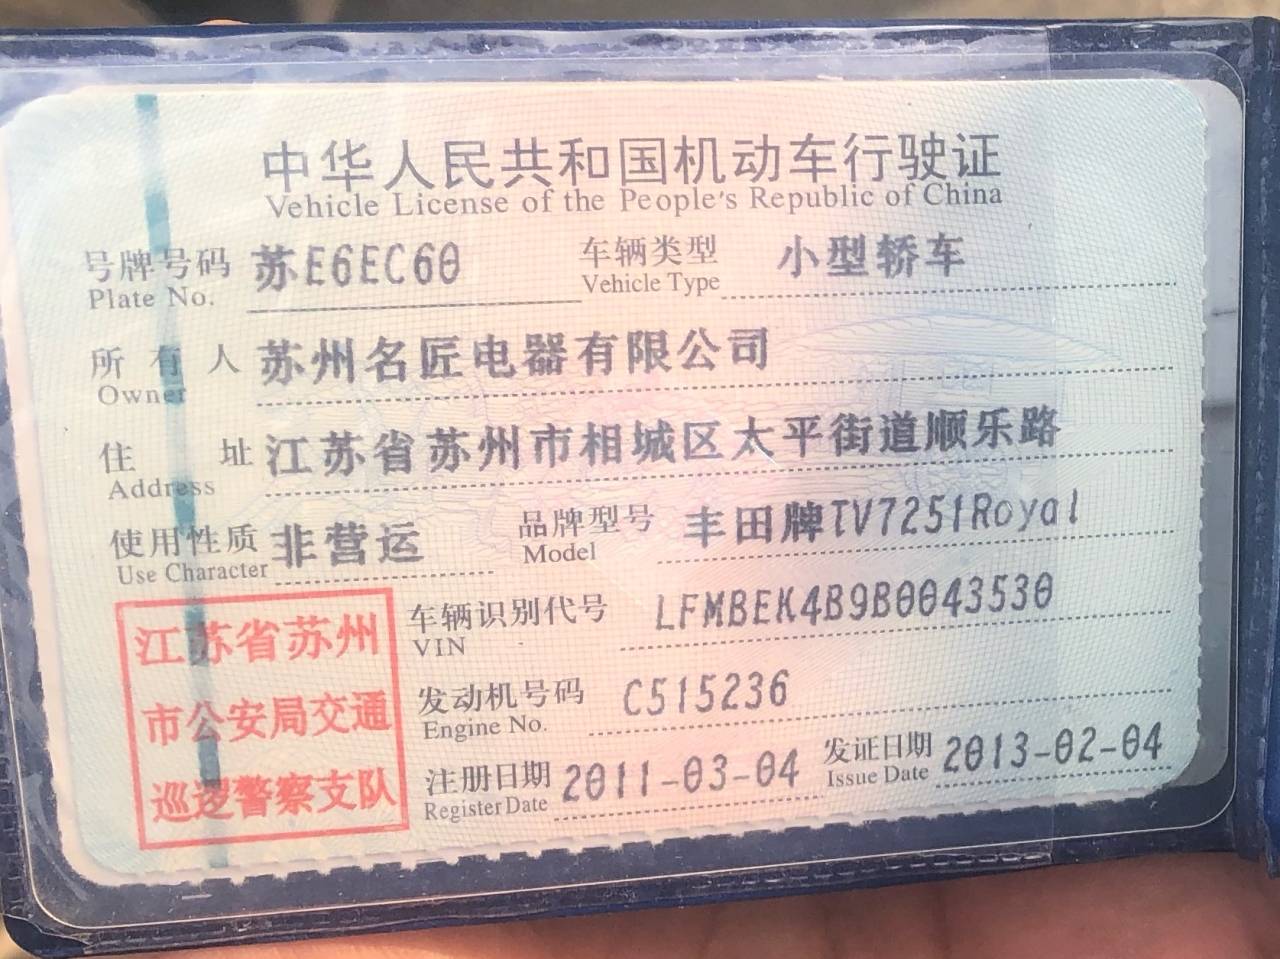 中华人民共和国机动车行驶证
Vehicle License of the People's Republic of China
号牌号码 苏E6EC60 车辆类型 小型轿车
Plate No. Vehicle Type
所有人 苏州名匠电器有限公司
Owner
住址 江苏省苏州市相城区太平街道顺乐路
Address
使用性质 非营运 品牌型号 丰田牌TV7251Royal
Use Character Model
江苏省苏州
市公安局交通
巡逻警察支队
车辆识别代号 LFMBEK4B9B0043530
VIN
发动机号码 C515236
Engine No.
注册日期 2011-03-04 发证日期 2013-02-04
Register Date Issue Date